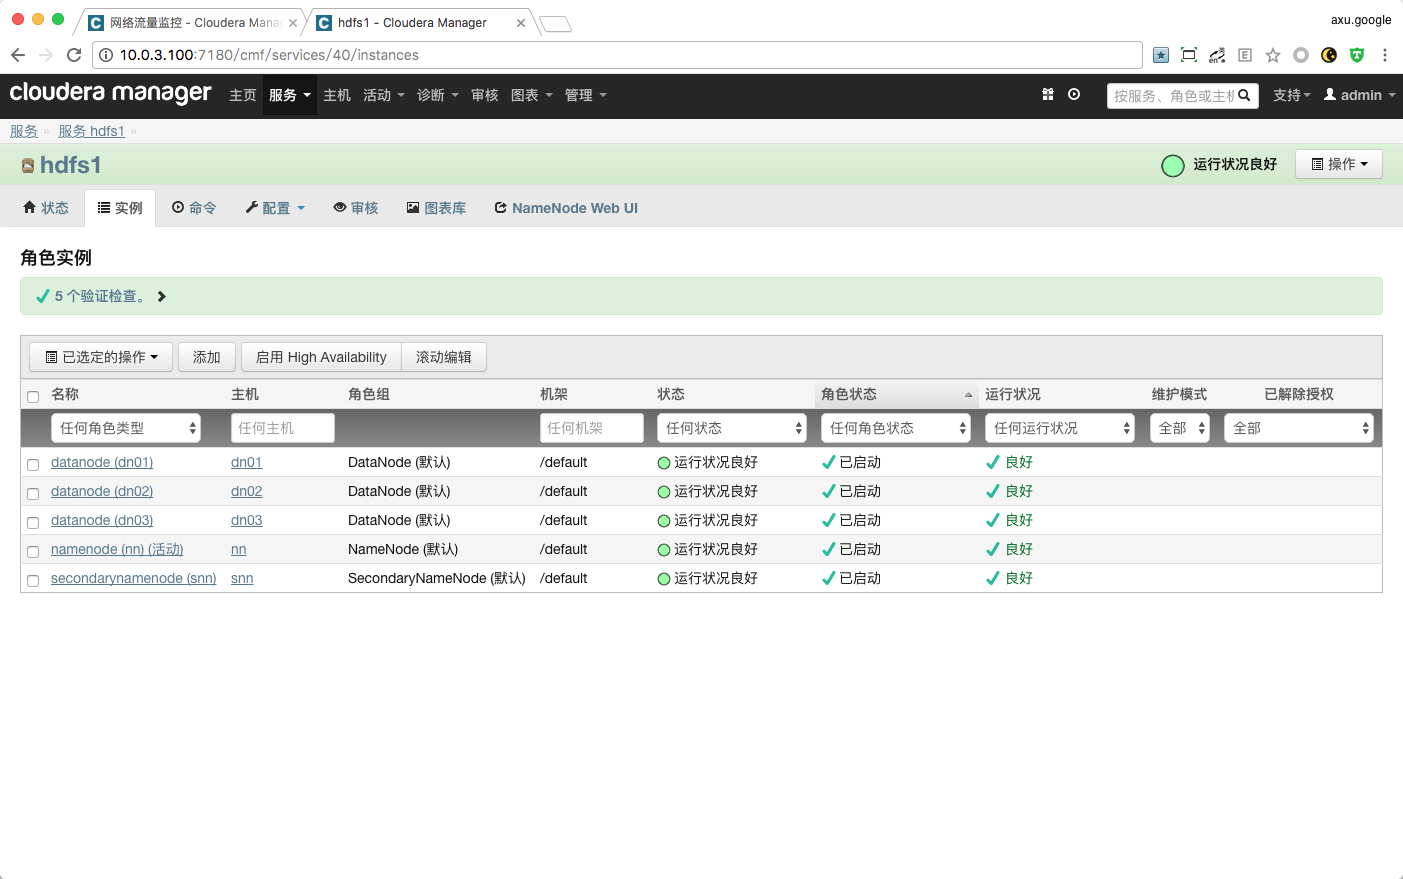 axu.google
网络流量监控 - Cloudera Mana
hdfs1 - Cloudera Manager
10.0.3.100:7180/cmf/services/40/instances
cloudera manager 主页 服务 主机 活动 诊断 审核 图表 管理 按服务、角色或主机 支持 admin
服务 » 服务 hdfs1 »
hdfs1 运行状况良好 操作
状态 实例 命令 配置 审核 图表库 NameNode Web UI
角色实例
5 个验证检查。
已选定的操作 添加 启用 High Availability 滚动编辑
名称 主机 角色组 机架 状态 角色状态 运行状况 维护模式 已解除授权
任何角色类型 任何主机 任何机架 任何状态 任何角色状态 任何运行状况 全部 全部
datanode (dn01) dn01 DataNode (默认) /default 运行状况良好 已启动 良好
datanode (dn02) dn02 DataNode (默认) /default 运行状况良好 已启动 良好
datanode (dn03) dn03 DataNode (默认) /default 运行状况良好 已启动 良好
namenode (nn) (活动) nn NameNode (默认) /default 运行状况良好 已启动 良好
secondarynamenode (snn) snn SecondaryNameNode (默认) /default 运行状况良好 已启动 良好